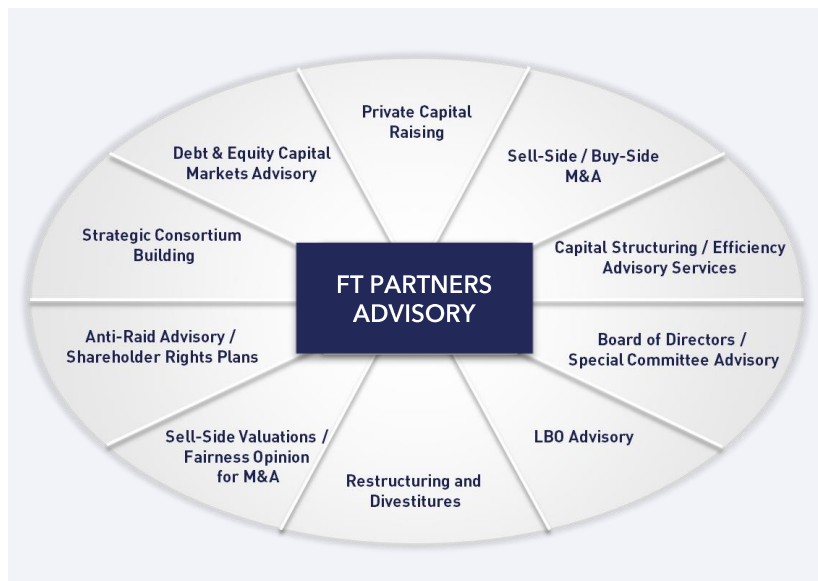 Private Capital
Raising
Debt & Equity Capital
Markets Advisory
Sell-Side / Buy-Side
M&A
Strategic Consortium
Building
Capital Structuring / Efficiency
Advisory Services
FT PARTNERS
ADVISORY
Anti-Raid Advisory /
Shareholder Rights Plans
Board of Directors /
Special Committee Advisory
Sell-Side Valuations /
Fairness Opinion
for M&A
LBO Advisory
Restructuring and
Divestitures